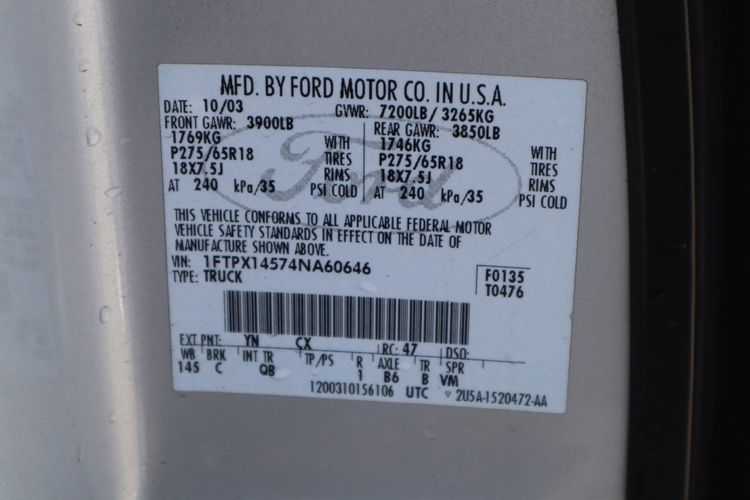 MFD. BY FORD MOTOR CO. IN U.S.A.
DATE: 10/03 GVWR: 7200LB/ 3265KG
FRONT GAWR: 3900LB REAR GAWR: 3850LB
1769KG WITH 1746KG WITH
P275/65R18 TIRES P275/65R18 TIRES
18X7.5J RIMS 18X7.5J RIMS
AT 240 kPa/35 PSI COLD AT 240 kPa/35 PSI COLD
Ford
THIS VEHICLE CONFORMS TO ALL APPLICABLE FEDERAL MOTOR
VEHICLE SAFETY STANDARDS IN EFFECT ON THE DATE OF
MANUFACTURE SHOWN ABOVE.
VIN: 1FTPX14574NA60646 F0135
TYPE: TRUCK T0476
EXT PNT: YN CX RC: 47 DSO:
WB BRK INT TR TP/PS R AXLE TR SPR
145 C QB 1 B6 B VM
1200310156106 UTC ▽ 2U5A-1520472-AA